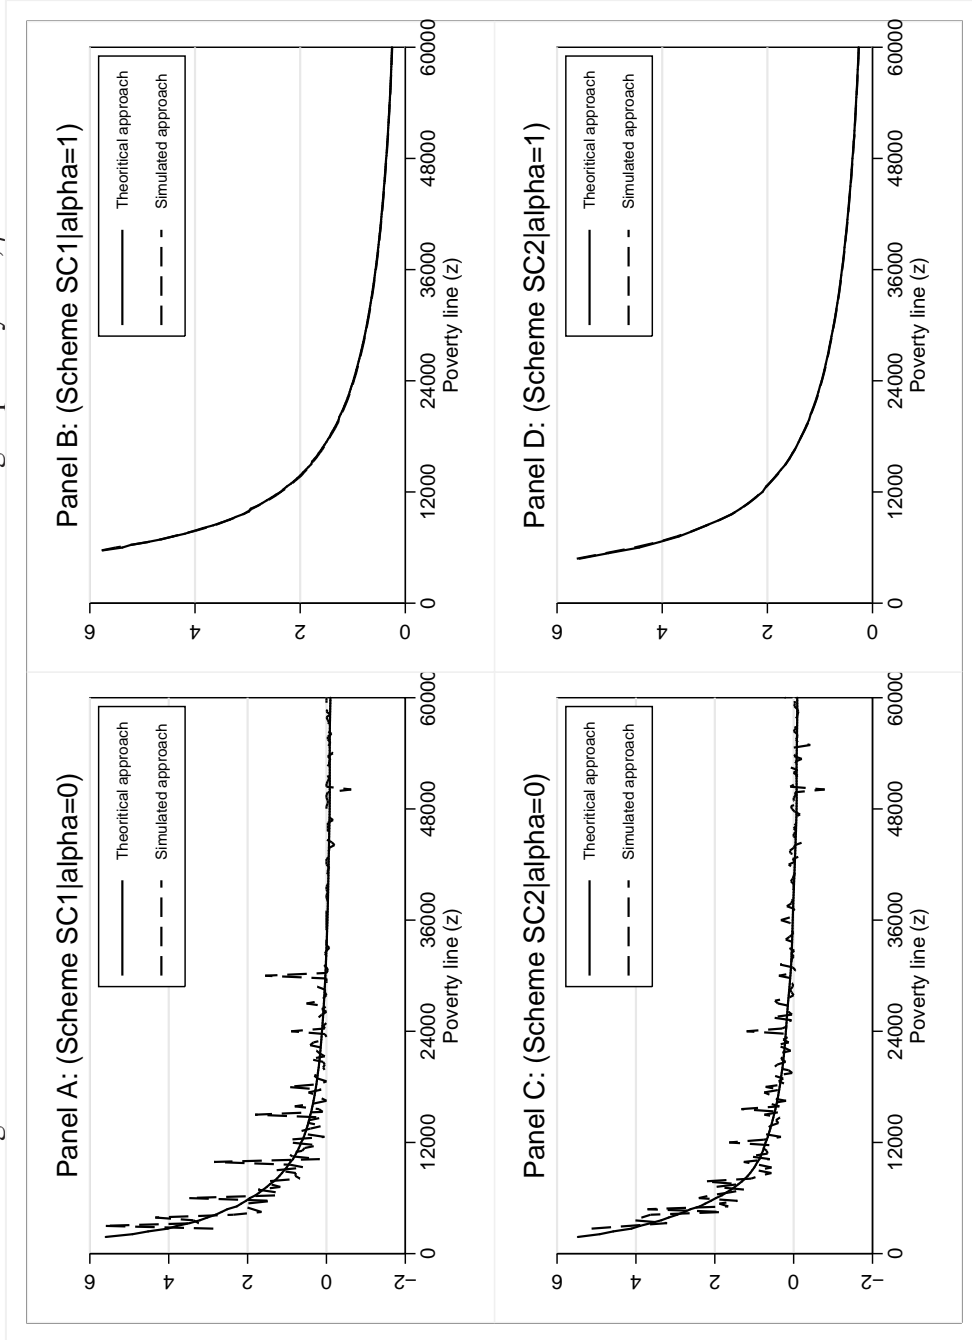 Panel A: (Scheme SC1|alpha=0)
Theoritical approach
Simulated approach
6
4
2
0
−2
0 12000 24000 36000 48000 60000
Poverty line (z)
Panel B: (Scheme SC1|alpha=1)
Theoritical approach
Simulated approach
6
4
2
0
0 12000 24000 36000 48000 60000
Poverty line (z)
Panel C: (Scheme SC2|alpha=0)
Theoritical approach
Simulated approach
6
4
2
0
−2
0 12000 24000 36000 48000 60000
Poverty line (z)
Panel D: (Scheme SC2|alpha=1)
Theoritical approach
Simulated approach
6
4
2
0
0 12000 24000 36000 48000 60000
Poverty line (z)